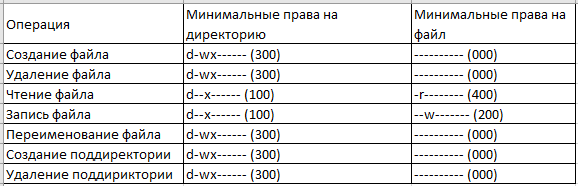 Операция
Минимальные права на
директорию
Минимальные права на
файл
Создание файла d-wx------ (300) ---------- (000)
Удаление файла d-wx------ (300) ---------- (000)
Чтение файла d--x------ (100) -r-------- (400)
Запись файла d--x------ (100) --w------- (200)
Переименование файла d-wx------ (300) ---------- (000)
Создание поддиректории d-wx------ (300) ---------- (000)
Удаление поддириктории d-wx------ (300) ---------- (000)